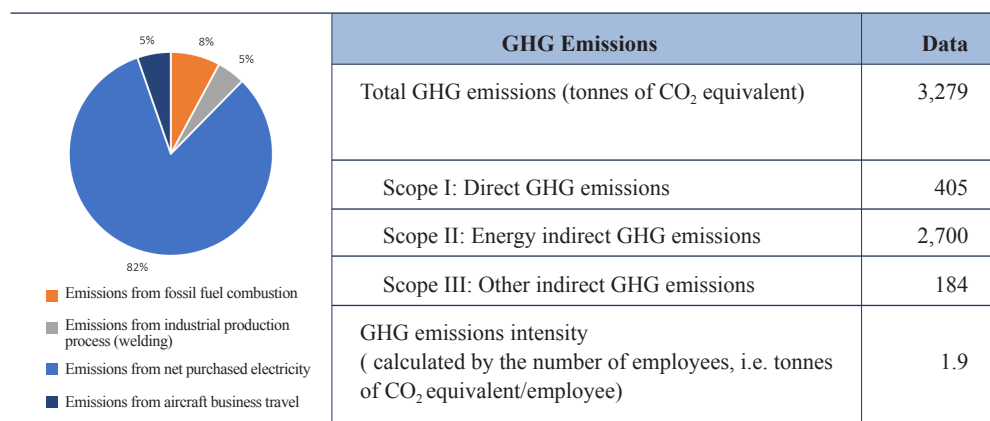 5%
8%
5%
82%
Emissions from fossil fuel combustion
Emissions from industrial production
process (welding)
Emissions from net purchased electricity
Emissions from aircraft business travel
GHG Emissions Data
Total GHG emissions (tonnes of CO₂ equivalent) 3,279
Scope I: Direct GHG emissions 405
Scope II: Energy indirect GHG emissions 2,700
Scope III: Other indirect GHG emissions 184
GHG emissions intensity
( calculated by the number of employees, i.e. tonnes 1.9
of CO₂ equivalent/employee)